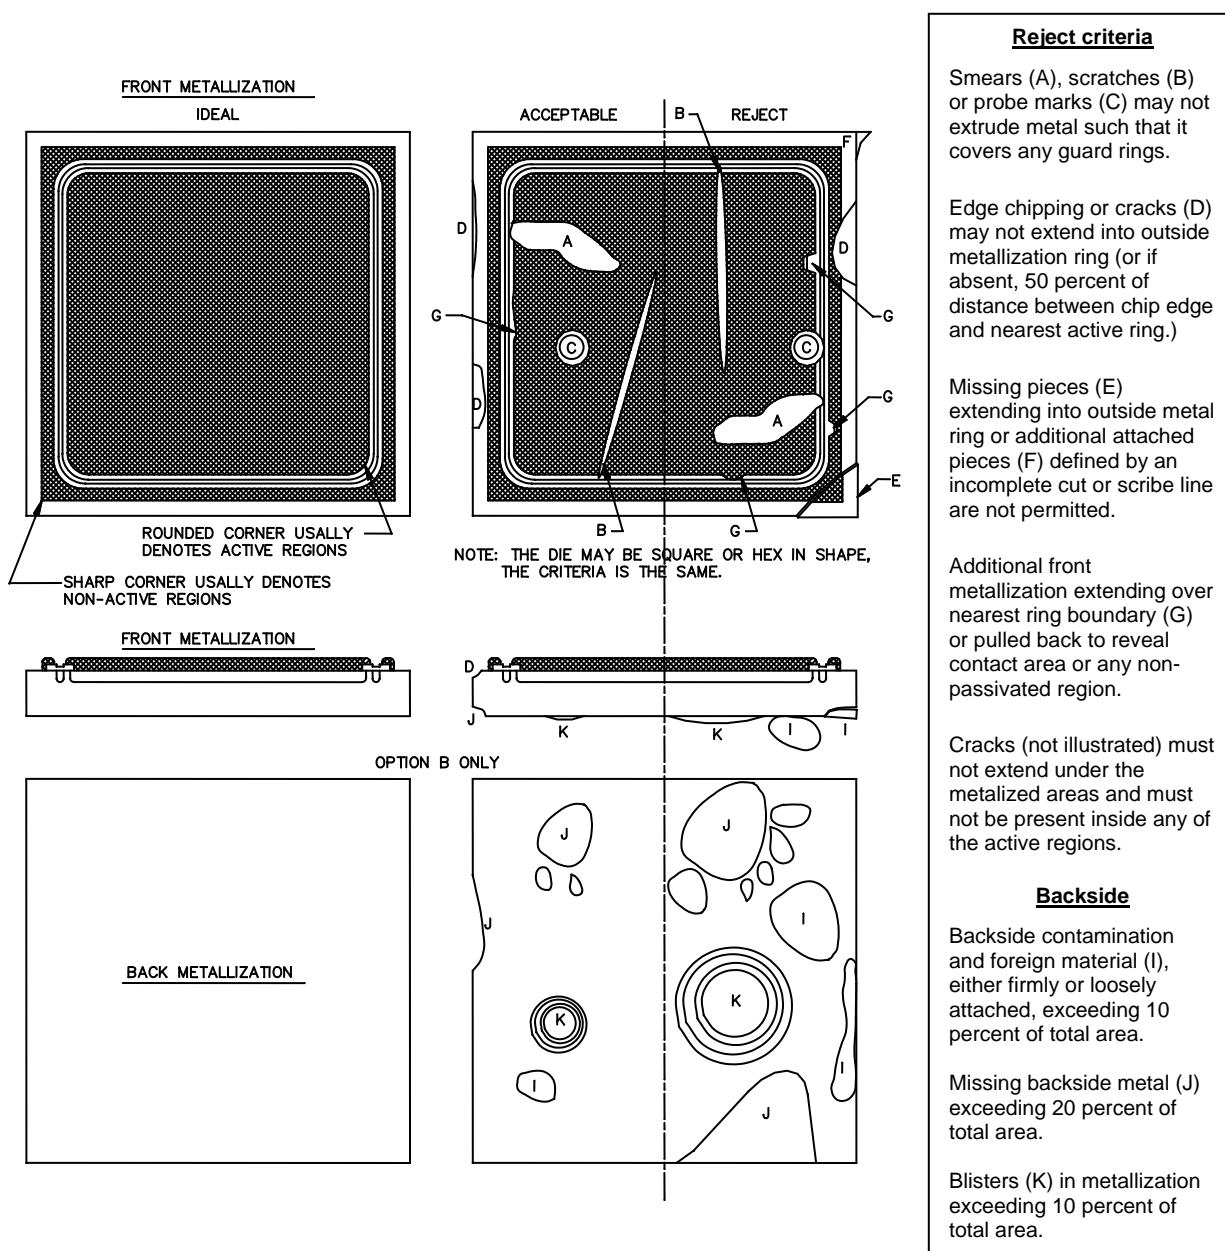 FRONT METALLIZATION
IDEAL
ACCEPTABLE
B
REJECT
F
D
A
D
G
G
C
C
D
G
A
E
B
G
ROUNDED CORNER USALLY
DENOTES ACTIVE REGIONS
SHARP CORNER USALLY DENOTES
NON-ACTIVE REGIONS
NOTE: THE DIE MAY BE SQUARE OR HEX IN SHAPE,
THE CRITERIA IS THE SAME.
FRONT METALLIZATION
D
J
K
K
I
I
OPTION B ONLY
BACK METALLIZATION
J
J
J
I
K
K
I
I
J
Reject criteria
Smears (A), scratches (B)
or probe marks (C) may not
extrude metal such that it
covers any guard rings.
Edge chipping or cracks (D)
may not extend into outside
metallization ring (or if
absent, 50 percent of
distance between chip edge
and nearest active ring.)
Missing pieces (E)
extending into outside metal
ring or additional attached
pieces (F) defined by an
incomplete cut or scribe line
are not permitted.
Additional front
metallization extending over
nearest ring boundary (G)
or pulled back to reveal
contact area or any non-
passivated region.
Cracks (not illustrated) must
not extend under the
metalized areas and must
not be present inside any of
the active regions.
Backside
Backside contamination
and foreign material (I),
either firmly or loosely
attached, exceeding 10
percent of total area.
Missing backside metal (J)
exceeding 20 percent of
total area.
Blisters (K) in metallization
exceeding 10 percent of
total area.